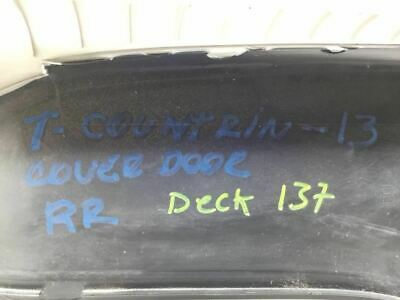 T-COUNTRIN-13
COVER DOOR
RR Deck 137